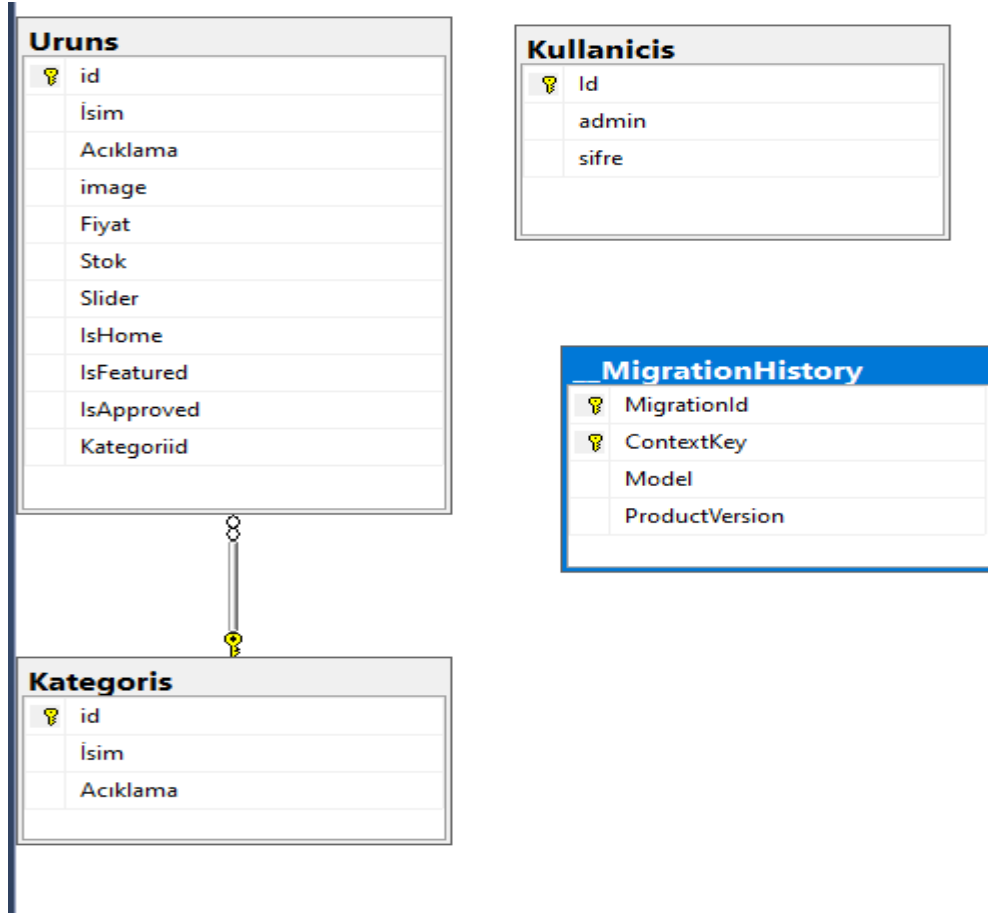 Uruns
id
İsim
Acıklama
image
Fiyat
Stok
Slider
IsHome
IsFeatured
IsApproved
Kategoriid
Kullanicis
Id
admin
sifre
__MigrationHistory
MigrationId
ContextKey
Model
ProductVersion
Kategoris
id
İsim
Acıklama